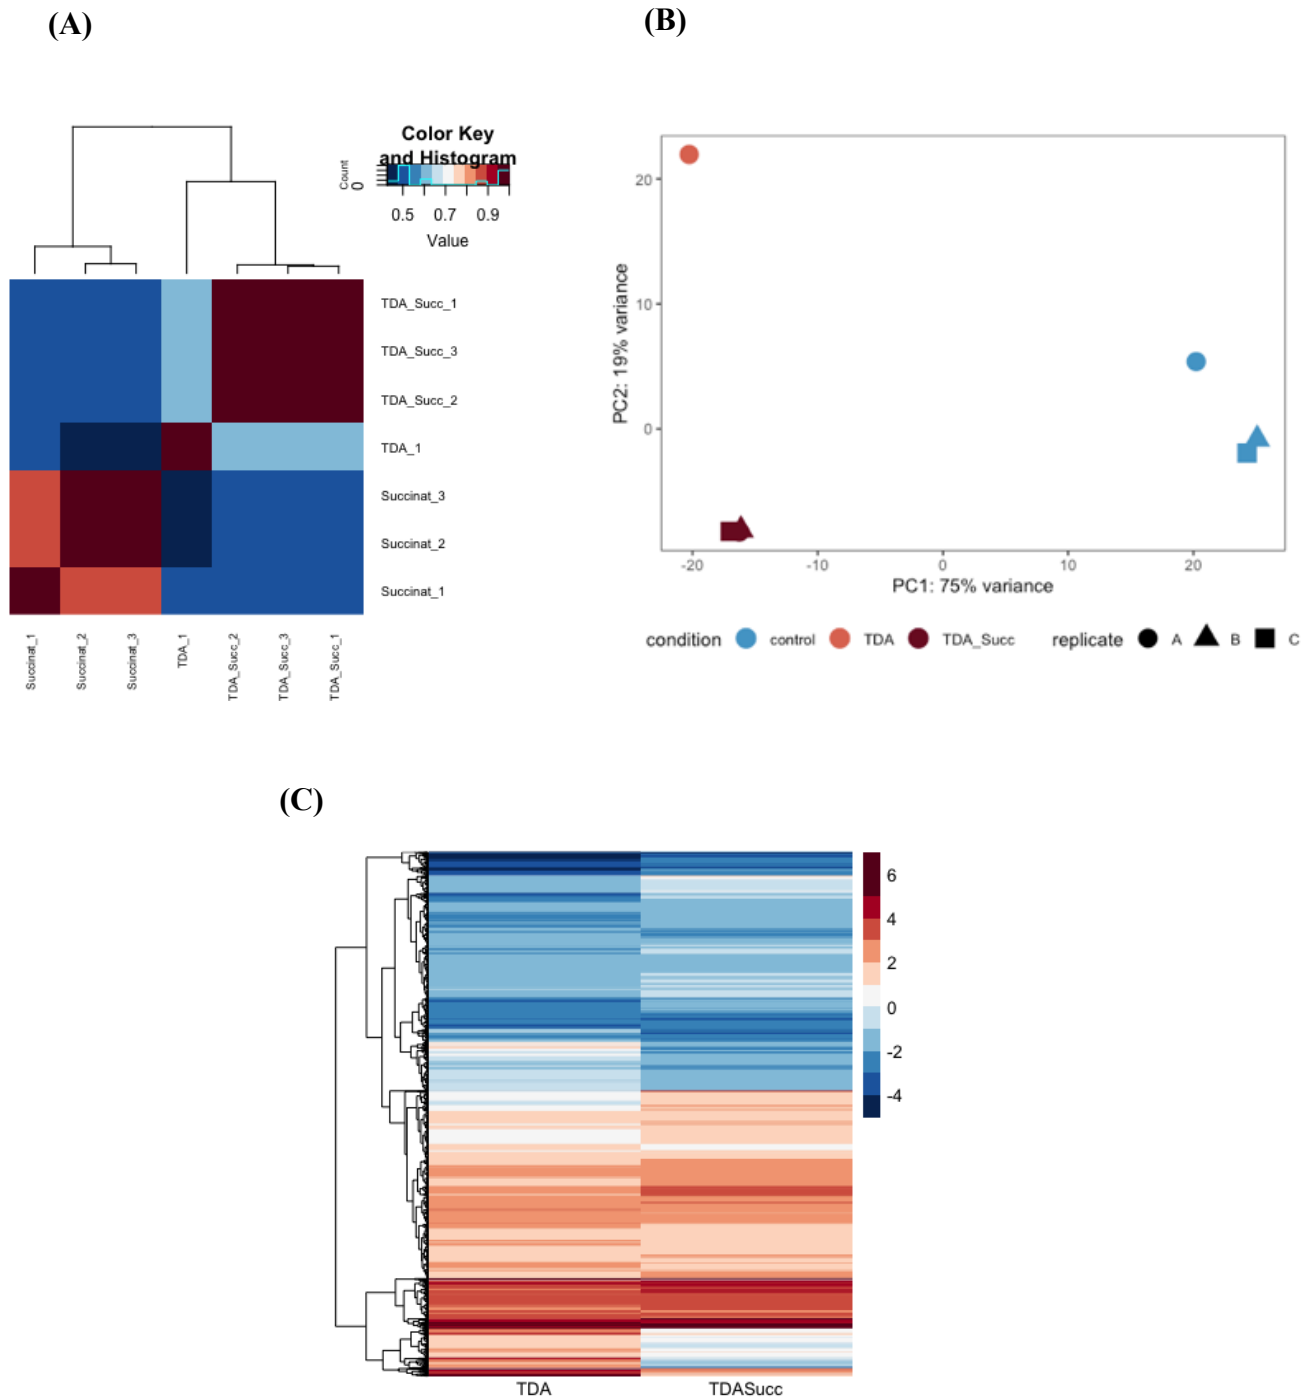 (A)
(B)
Color Key
and Histogram
Count
0
0.5 0.7 0.9
Value
TDA_Succ_1
TDA_Succ_3
TDA_Succ_2
TDA_1
Succinat_3
Succinat_2
Succinat_1
Succinat_1
Succinat_2
Succinat_3
TDA_1
TDA_Succ_2
TDA_Succ_3
TDA_Succ_1
PC2: 19% variance
20
10
0
-20 -10 0 10 20
PC1: 75% variance
condition control TDA TDA_Succ replicate A B C
(C)
6
4
2
0
-2
-4
TDA TDASucc